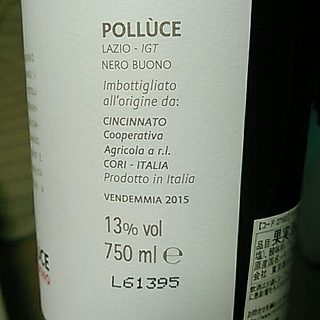 POLLÙCE
LAZIO - IGT
NERO BUONO
Imbottigliato
all'origine da:
CINCINNATO
Cooperativa
Agricola a r.l.
CORI - ITALIA
Prodotto in Italia
VENDEMMIA 2015
13% vol
750 ml ℮
L61395